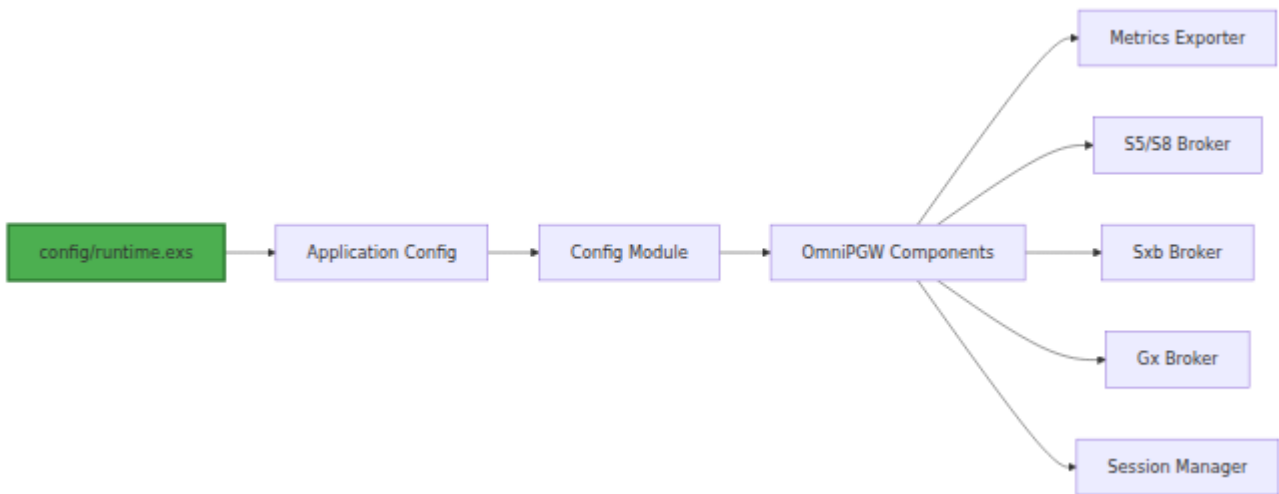 Metrics Exporter
S5/S8 Broker
config/runtime.exs
Application Config
Config Module
OmniPGW Components
Sxb Broker
Gx Broker
Session Manager